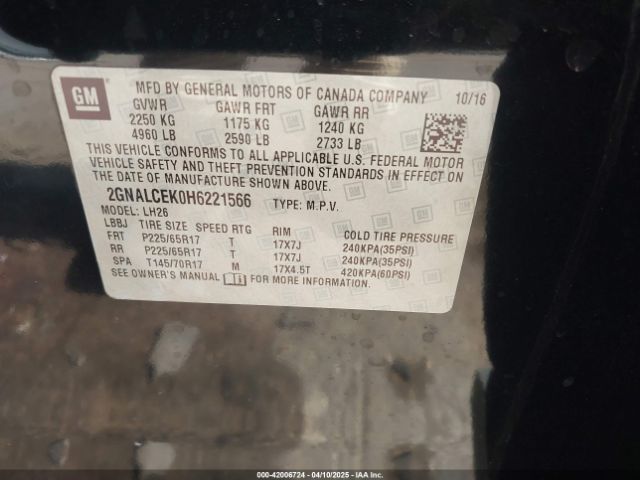 GM
MFD BY GENERAL MOTORS OF CANADA COMPANY 10/16
GVWR GAWR FRT GAWR RR
2250 KG 1175 KG 1240 KG
4960 LB 2590 LB 2733 LB
THIS VEHICLE CONFORMS TO ALL APPLICABLE U.S. FEDERAL MOTOR
VEHICLE SAFETY AND THEFT PREVENTION STANDARDS IN EFFECT ON
THE DATE OF MANUFACTURE SHOWN ABOVE.
2GNALCEK0H6221566 TYPE: M.P.V.
MODEL: LH26
LBBJ TIRE SIZE SPEED RTG RIM COLD TIRE PRESSURE
FRT P225/65R17 T 17X7J 240KPA(35PSI)
RR P225/65R17 T 17X7J 240KPA(35PSI)
SPA T145/70R17 M 17X4.5T 420KPA(60PSI)
SEE OWNER'S MANUAL FOR MORE INFORMATION.
000-42006724 — 04/10/2025 — IAA Inc.